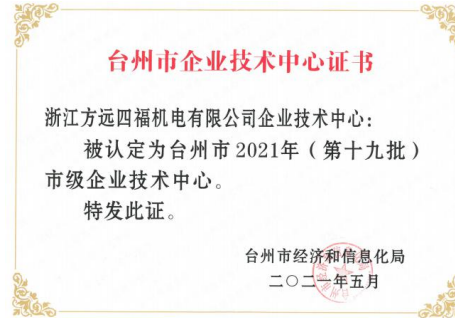 台州市企业技术中心证书
浙江方远四福机电有限公司企业技术中心：
被认定为台州市2021年（第十九批）
市级企业技术中心。
特发此证。
台州市经济和信息化局
二〇二一年五月